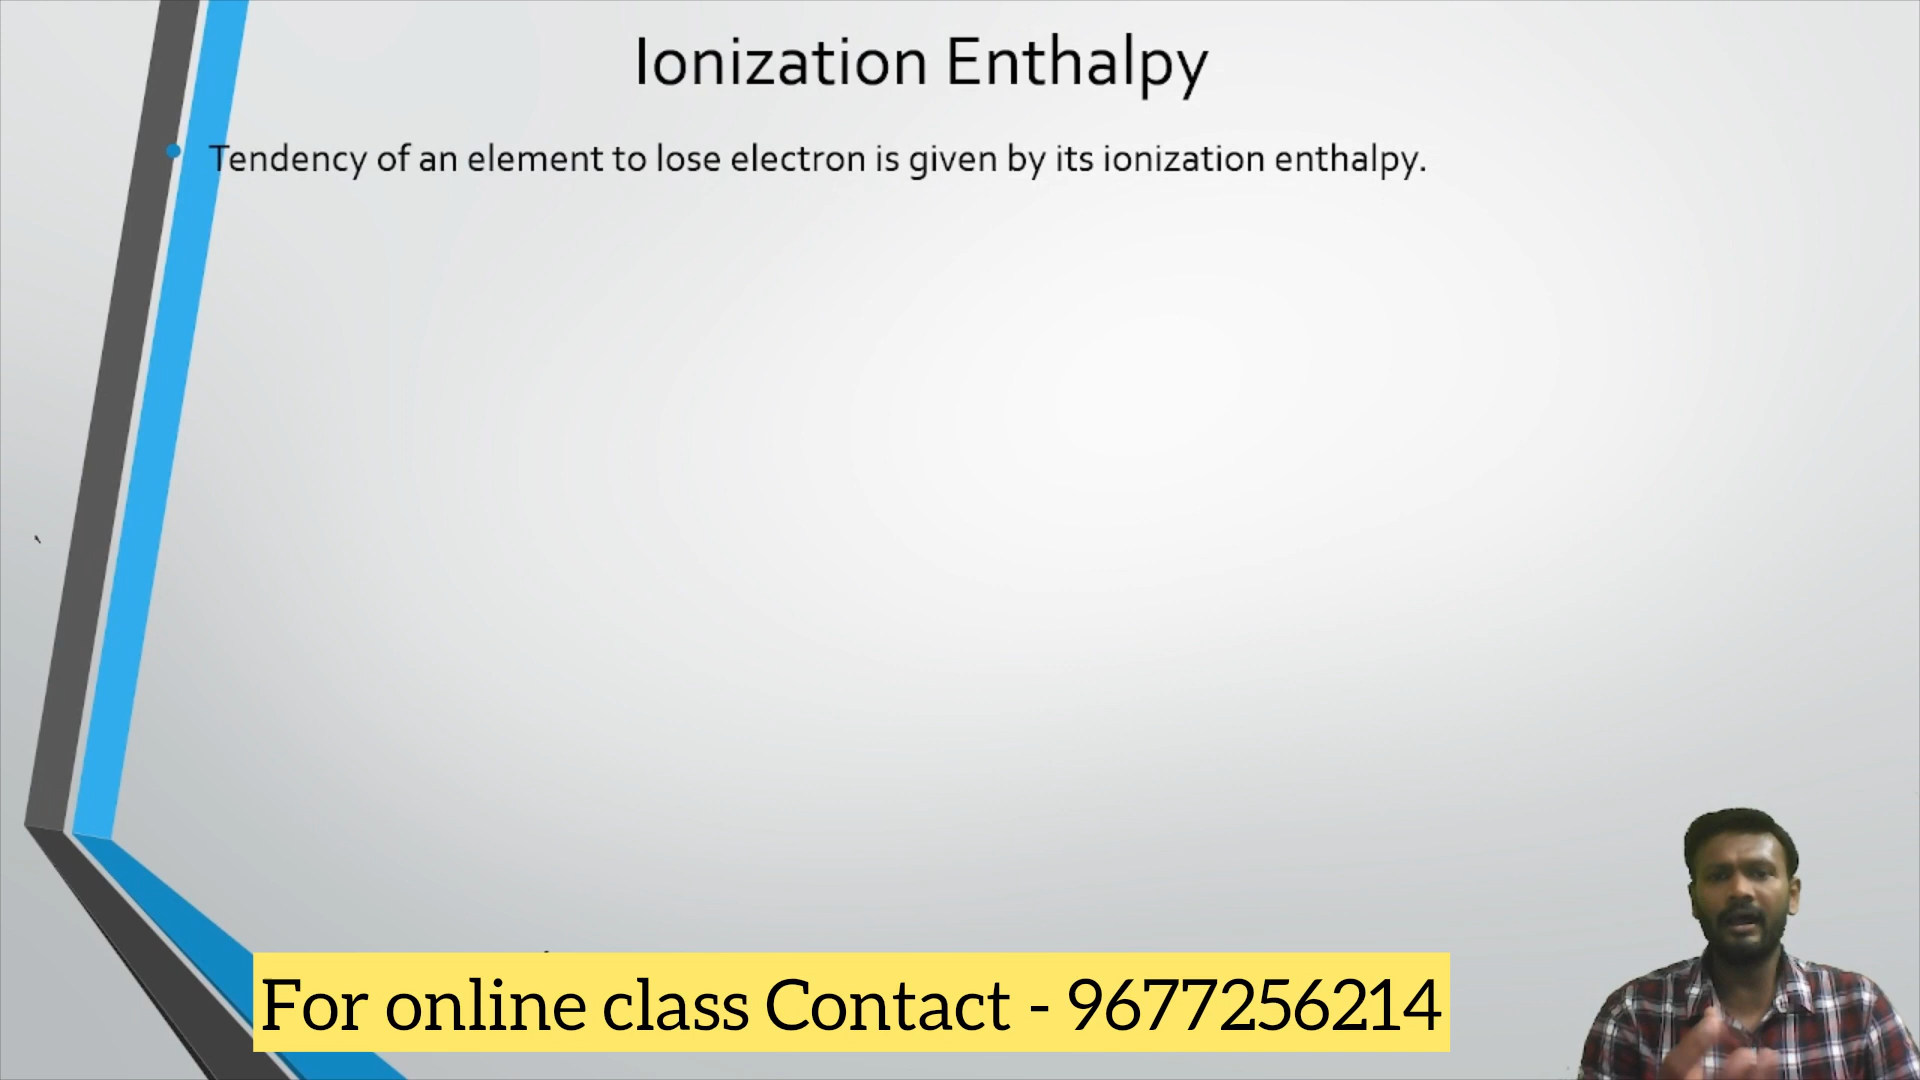 Ionization Enthalpy
Tendency of an element to lose electron is given by its ionization enthalpy.
For online class Contact - 9677256214